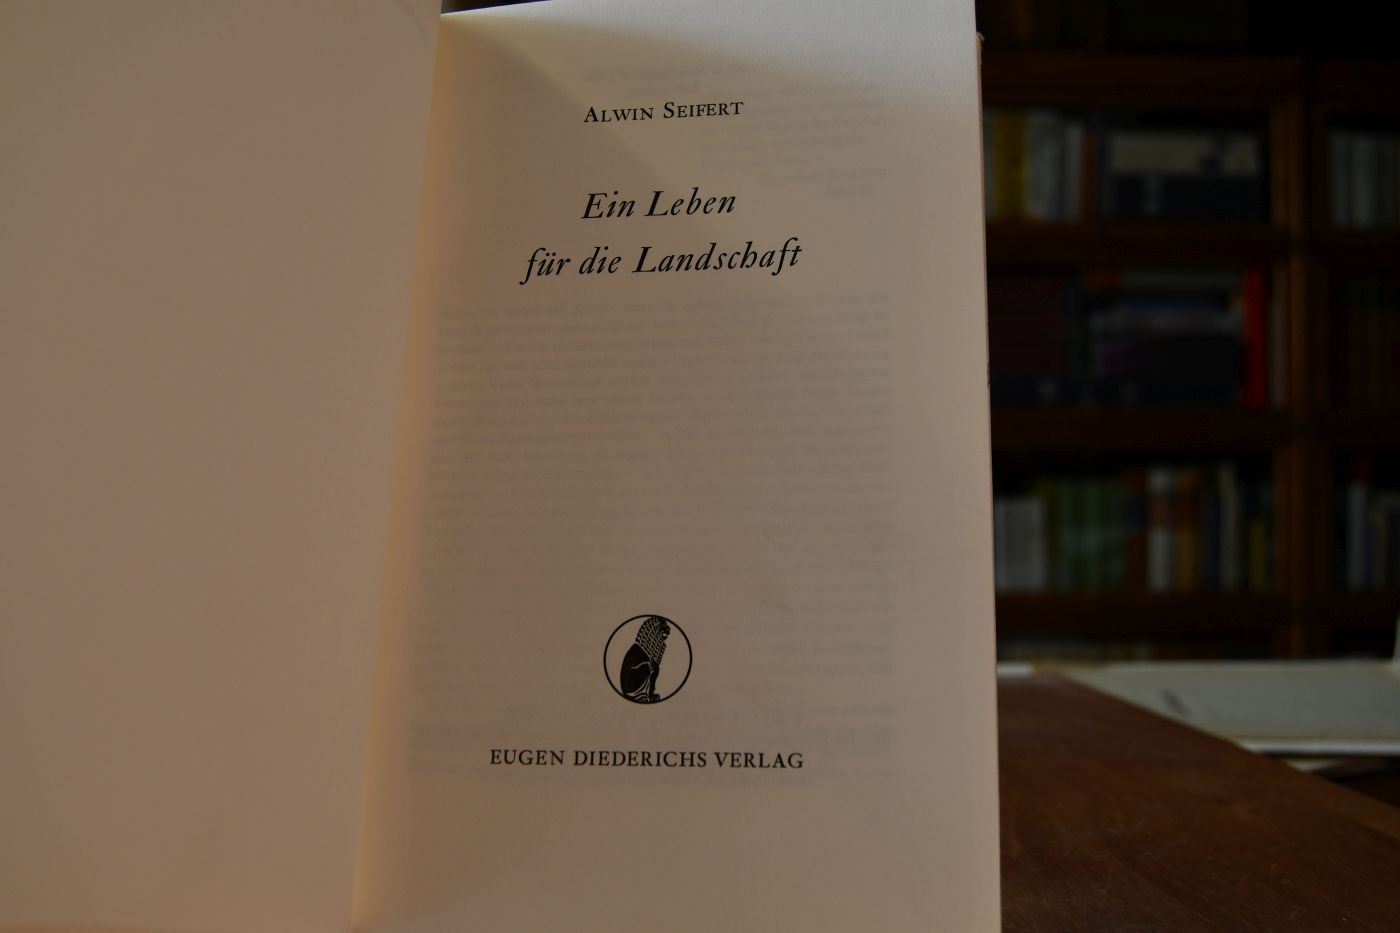 Alwin Seifert
Ein Leben
für die Landschaft
EUGEN DIEDERICHS VERLAG